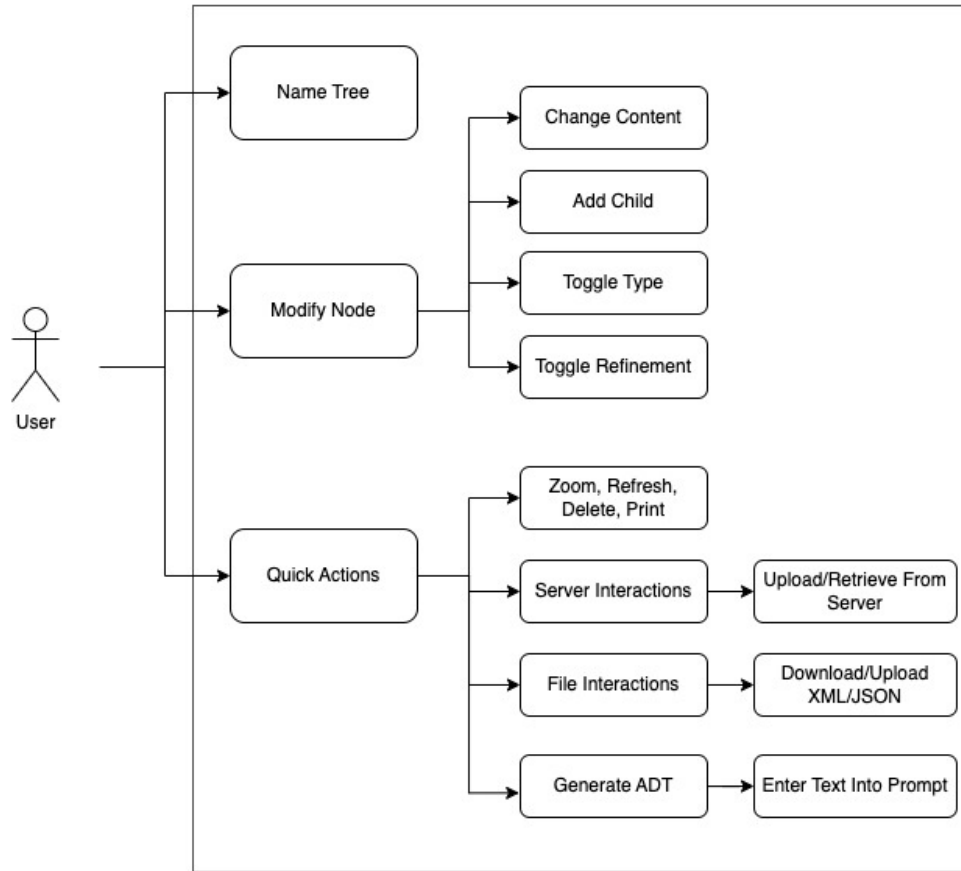 Name Tree
Change Content
Add Child
Modify Node
Toggle Type
Toggle Refinement
User
Zoom, Refresh,
Delete, Print
Quick Actions
Server Interactions
Upload/Retrieve From
Server
File Interactions
Download/Upload
XML/JSON
Generate ADT
Enter Text Into Prompt